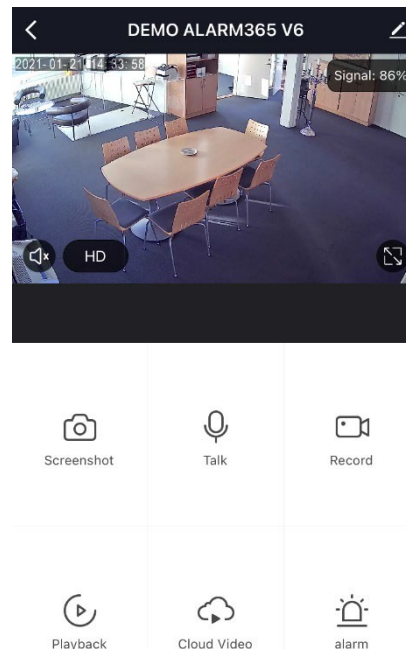 DEMO ALARM365 V6
2021-01-21 14:33:58
Signal: 86%
HD
Screenshot
Talk
Record
Playback
Cloud Video
alarm